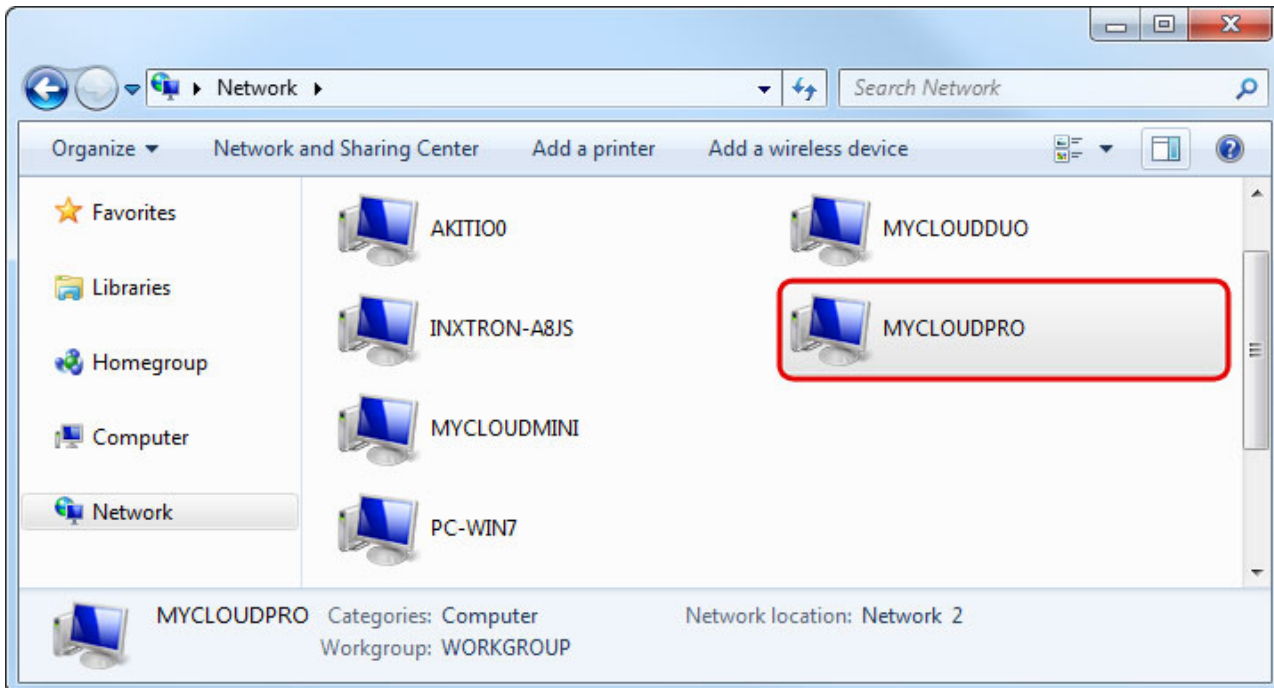 Network
Search Network
Organize Network and Sharing Center Add a printer Add a wireless device
Favorites
Libraries
Homegroup
Computer
Network
AKITIO0
MYCLOUDDUO
INXTRON-A8JS
MYCLOUDPRO
MYCLOUDMINI
PC-WIN7
MYCLOUDPRO Categories: Computer Network location: Network 2
Workgroup: WORKGROUP